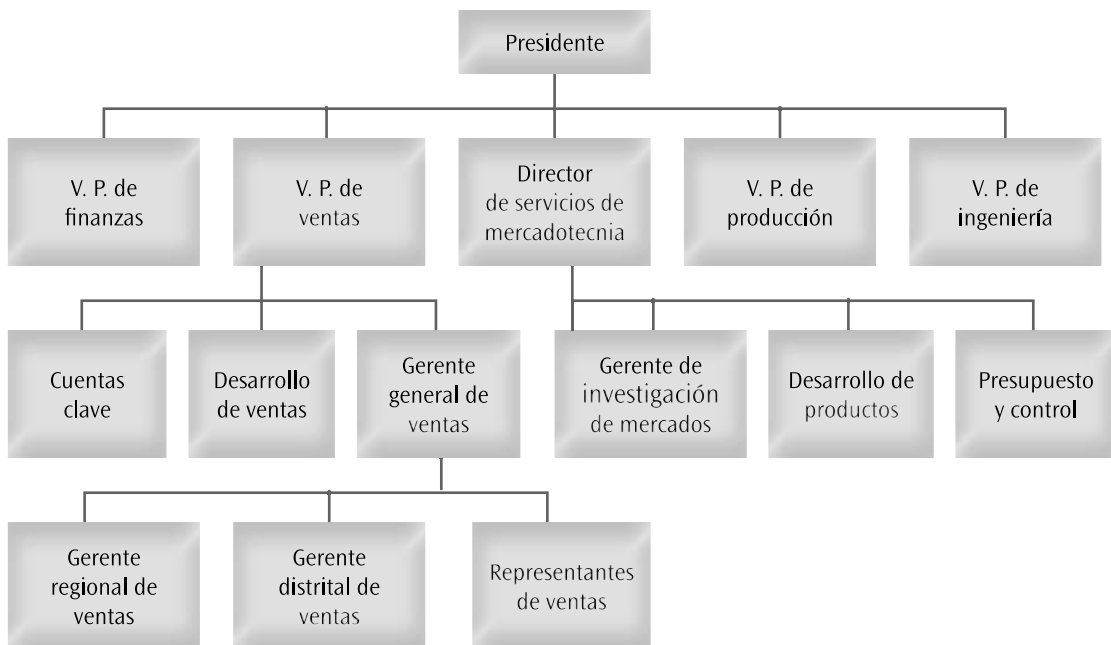 Presidente
V. P. de
finanzas
V. P. de
ventas
Director
de servicios de
mercadotecnia
V. P. de
producción
V. P. de
ingeniería
Cuentas
clave
Desarrollo
de ventas
Gerente
general de
ventas
Gerente de
investigación
de mercados
Desarrollo de
productos
Presupuesto
y control
Gerente
regional de
ventas
Gerente
distrital de
ventas
Representantes
de ventas